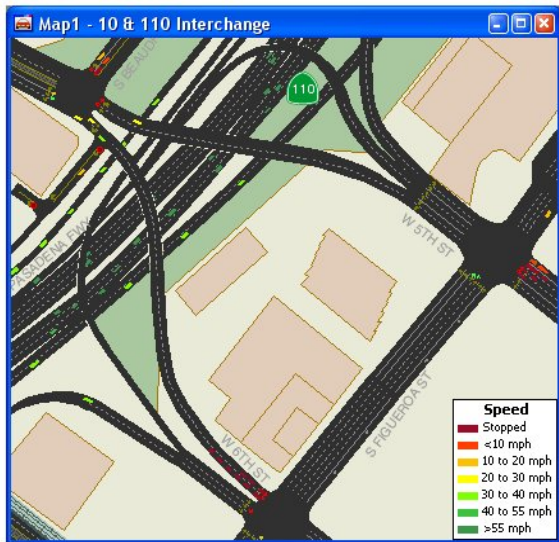 Map1 - 10 & 110 Interchange
S BEAUD
110
PASADENA FWY
W 5TH ST
S FIGUEROA ST
W 6TH ST
Speed
Stopped
<10 mph
10 to 20 mph
20 to 30 mph
30 to 40 mph
40 to 55 mph
>55 mph